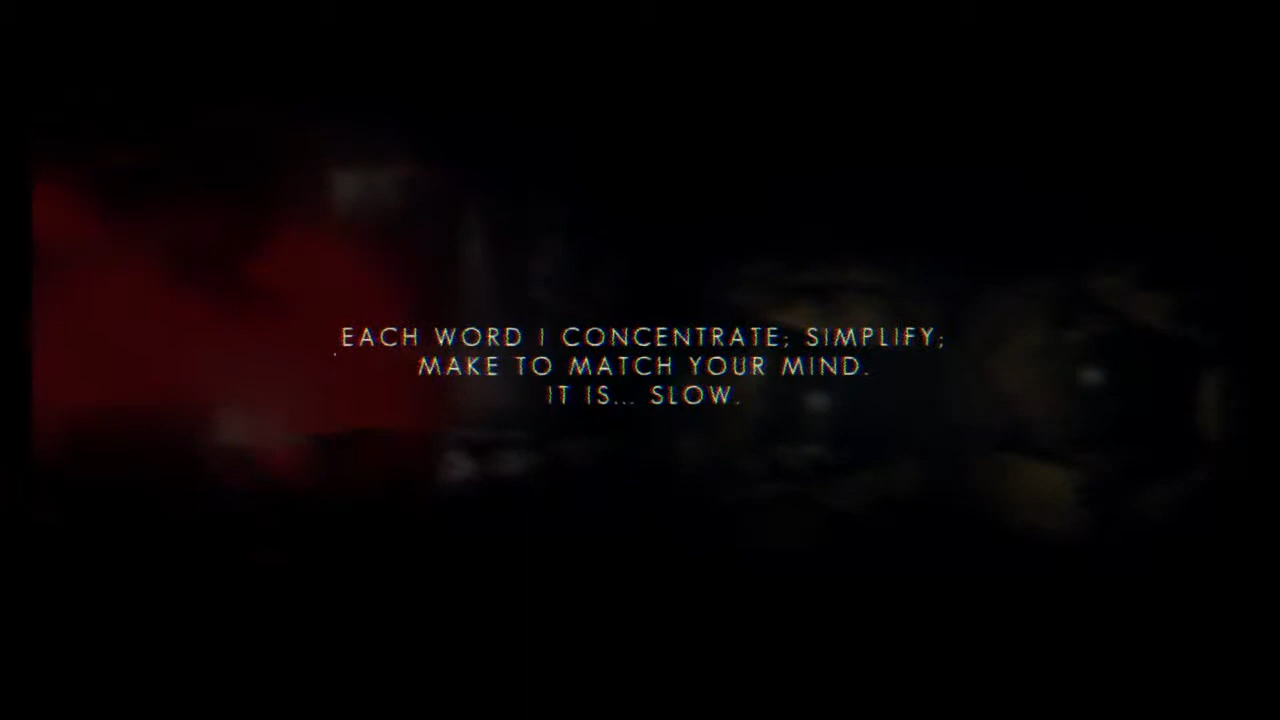 EACH WORD I CONCENTRATE; SIMPLIFY;
MAKE TO MATCH YOUR MIND.
IT IS... SLOW.